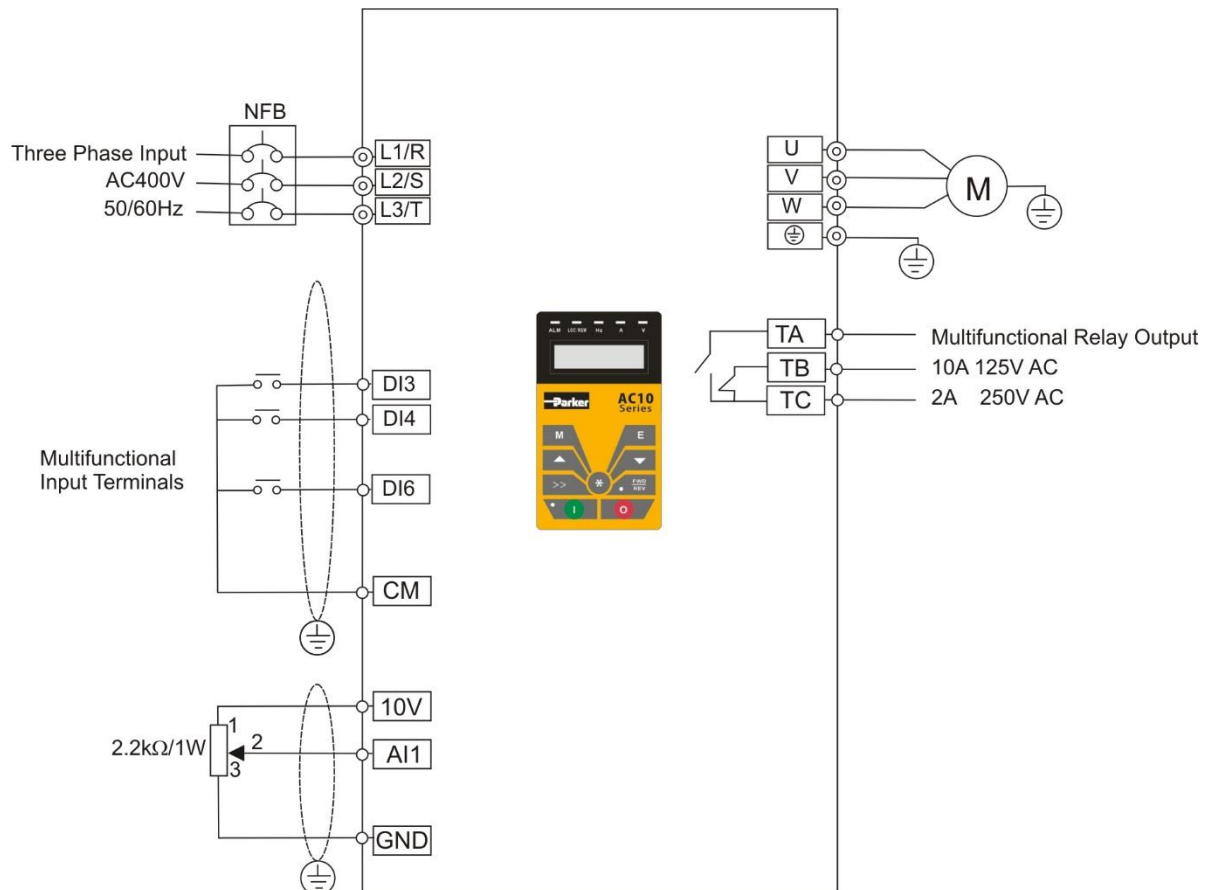 NFB
Three Phase Input
AC400V
50/60Hz
L1/R
L2/S
L3/T
U
V
W
M
Multifunctional
Input Terminals
DI3
DI4
DI6
CM
ALM LOC/REM Hz A V
Parker
AC10
Series
M
E
>>
*
FWD
REV
I
O
TA
TB
TC
Multifunctional Relay Output
10A 125V AC
2A 250V AC
2.2kΩ/1W
1
2
3
10V
AI1
GND